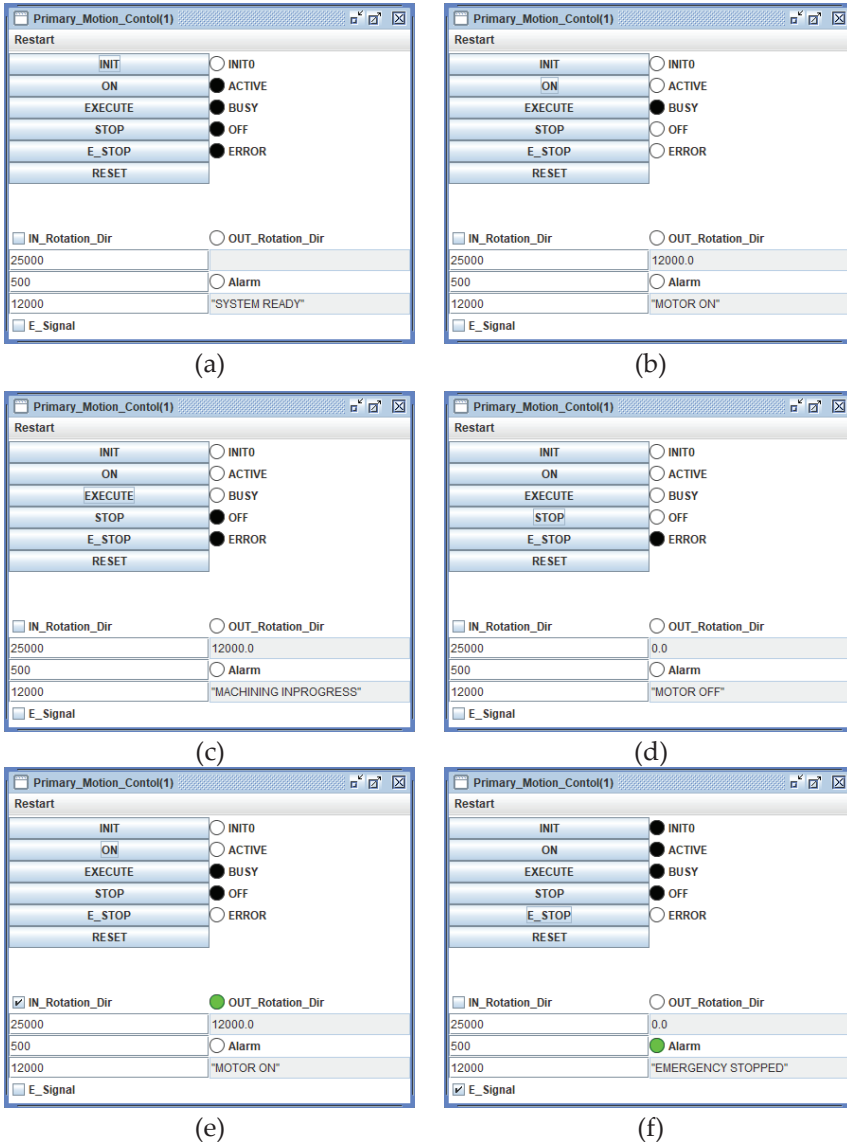 Primary_Motion_Contol(1)
Restart
INIT INIT0
ON ACTIVE
EXECUTE BUSY
STOP OFF
E_STOP ERROR
RESET
IN_Rotation_Dir OUT_Rotation_Dir
25000
500 Alarm
12000 "SYSTEM READY"
E_Signal
(a)
Primary_Motion_Contol(1)
Restart
INIT INIT0
ON ACTIVE
EXECUTE BUSY
STOP OFF
E_STOP ERROR
RESET
IN_Rotation_Dir OUT_Rotation_Dir
25000 12000.0
500 Alarm
12000 "MOTOR ON"
E_Signal
(b)
Primary_Motion_Contol(1)
Restart
INIT INIT0
ON ACTIVE
EXECUTE BUSY
STOP OFF
E_STOP ERROR
RESET
IN_Rotation_Dir OUT_Rotation_Dir
25000 12000.0
500 Alarm
12000 "MACHINING INPROGRESS"
E_Signal
(c)
Primary_Motion_Contol(1)
Restart
INIT INIT0
ON ACTIVE
EXECUTE BUSY
STOP OFF
E_STOP ERROR
RESET
IN_Rotation_Dir OUT_Rotation_Dir
25000 0.0
500 Alarm
12000 "MOTOR OFF"
E_Signal
(d)
Primary_Motion_Contol(1)
Restart
INIT INIT0
ON ACTIVE
EXECUTE BUSY
STOP OFF
E_STOP ERROR
RESET
IN_Rotation_Dir OUT_Rotation_Dir
25000 12000.0
500 Alarm
12000 "MOTOR ON"
E_Signal
(e)
Primary_Motion_Contol(1)
Restart
INIT INIT0
ON ACTIVE
EXECUTE BUSY
STOP OFF
E_STOP ERROR
RESET
IN_Rotation_Dir OUT_Rotation_Dir
25000 0.0
500 Alarm
12000 "EMERGENCY STOPPED"
E_Signal
(f)